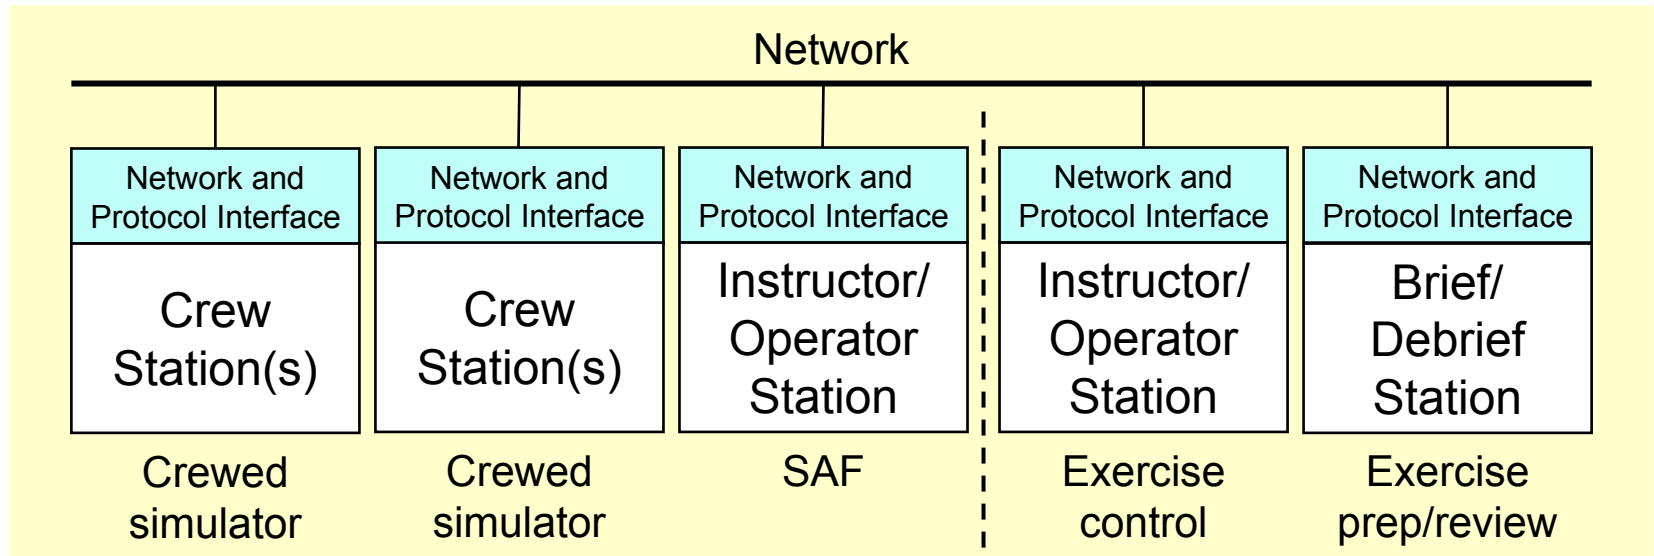 Network
Network and
Protocol Interface
Crew
Station(s)
Crewed
simulator
Network and
Protocol Interface
Crew
Station(s)
Crewed
simulator
Network and
Protocol Interface
Instructor/
Operator
Station
SAF
Network and
Protocol Interface
Instructor/
Operator
Station
Exercise
control
Network and
Protocol Interface
Brief/
Debrief
Station
Exercise
prep/review